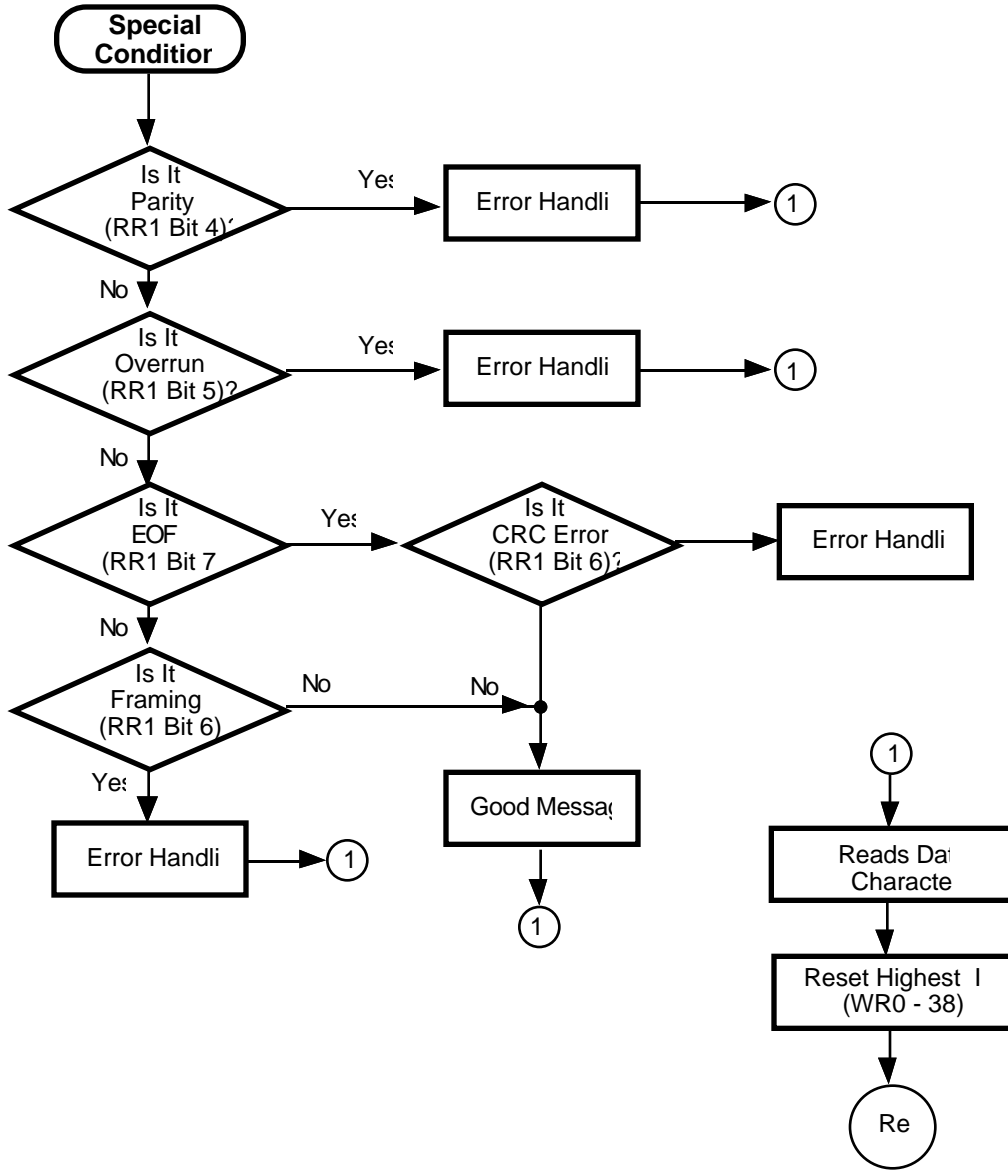 Special
Condition
Is It
Parity
(RR1 Bit 4)?
Yes
Error Handli
1
No
Is It
Overrun
(RR1 Bit 5)?
Yes
Error Handli
1
No
Is It
EOF
(RR1 Bit 7
Yes
Is It
CRC Error
(RR1 Bit 6)?
Error Handli
No
Is It
Framing
(RR1 Bit 6)
No
No
Yes
Good Messag
1
Error Handli
1
1
Reads Dat
Characte
Reset Highest I
(WR0 - 38)
Re